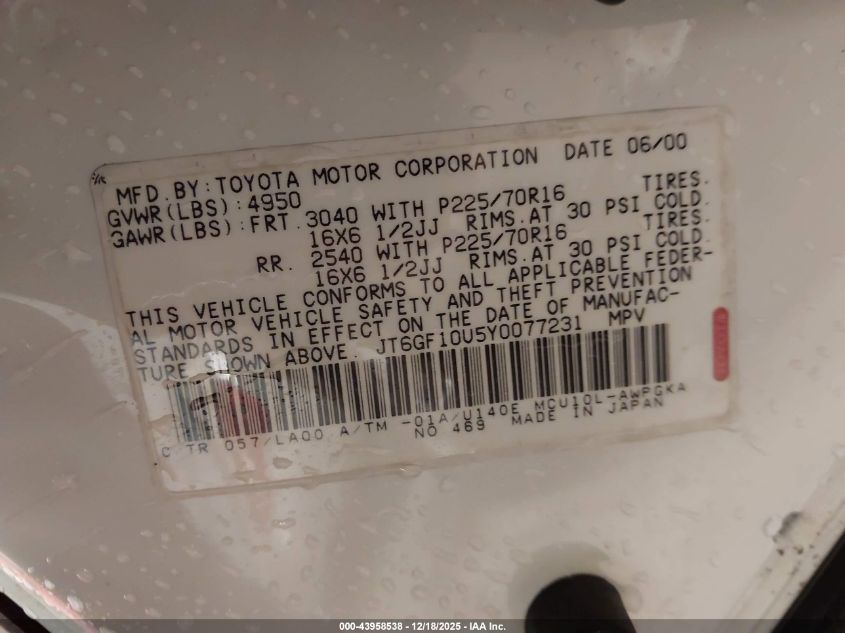 MFD.BY:TOYOTA MOTOR CORPORATION DATE 06/00
GVWR(LBS):4950
GAWR(LBS):FRT. 3040 WITH P225/70R16 TIRES.
16X6 1/2JJ RIMS.AT 30 PSI COLD.
RR. 2540 WITH P225/70R16 TIRES.
16X6 1/2JJ RIMS.AT 30 PSI COLD.
THIS VEHICLE CONFORMS TO ALL APPLICABLE FEDER-
AL MOTOR VEHICLE SAFETY AND THEFT PREVENTION
STANDARDS IN EFFECT ON THE DATE OF MANUFAC-
TURE SHOWN ABOVE. JT6GF10U5Y0077231 MPV
C TR 057/LA00 A/TM -01A/U140E MCU10L-AWPGKA
NO 469 MADE IN JAPAN
000-43958538 - 12/18/2025 - IAA Inc.